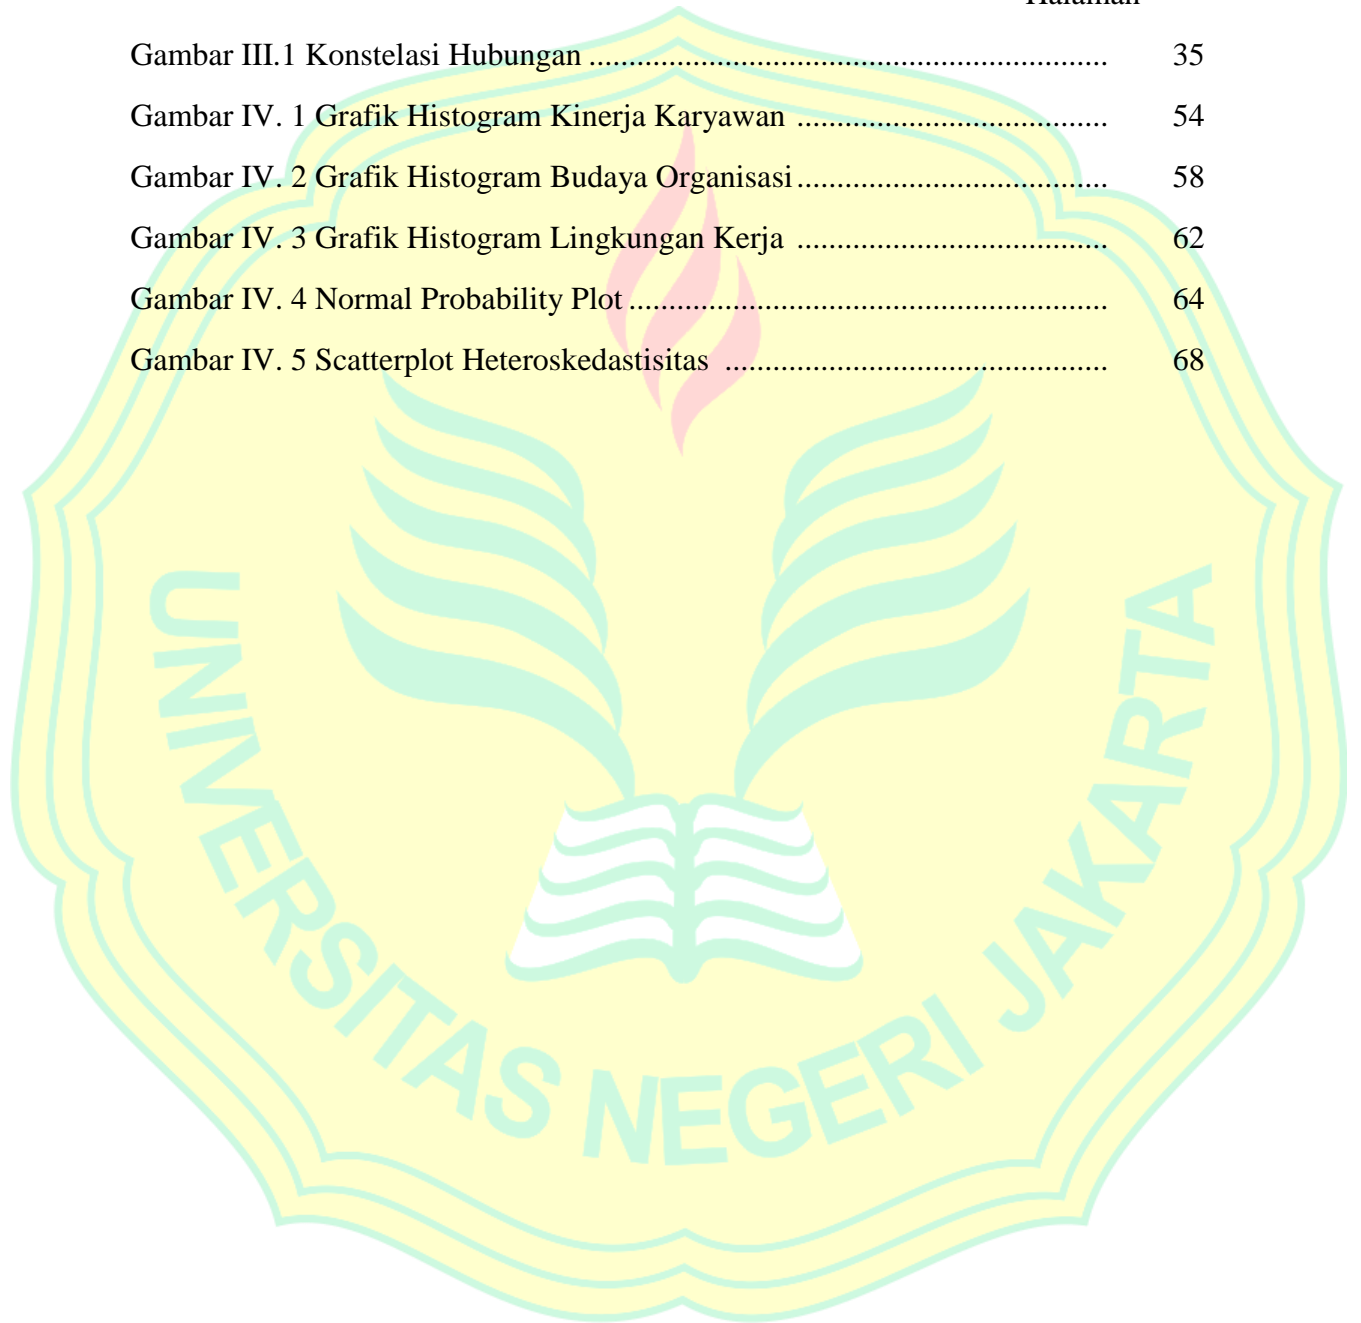 Halaman
Gambar III.1 Konstelasi Hubungan .................................................................. 35
Gambar IV. 1 Grafik Histogram Kinerja Karyawan ....................................... 54
Gambar IV. 2 Grafik Histogram Budaya Organisasi ....................................... 58
Gambar IV. 3 Grafik Histogram Lingkungan Kerja ....................................... 62
Gambar IV. 4 Normal Probability Plot ............................................................. 64
Gambar IV. 5 Scatterplot Heteroskedastisitas ................................................. 68
UNIVERSITAS NEGERI JAKARTA